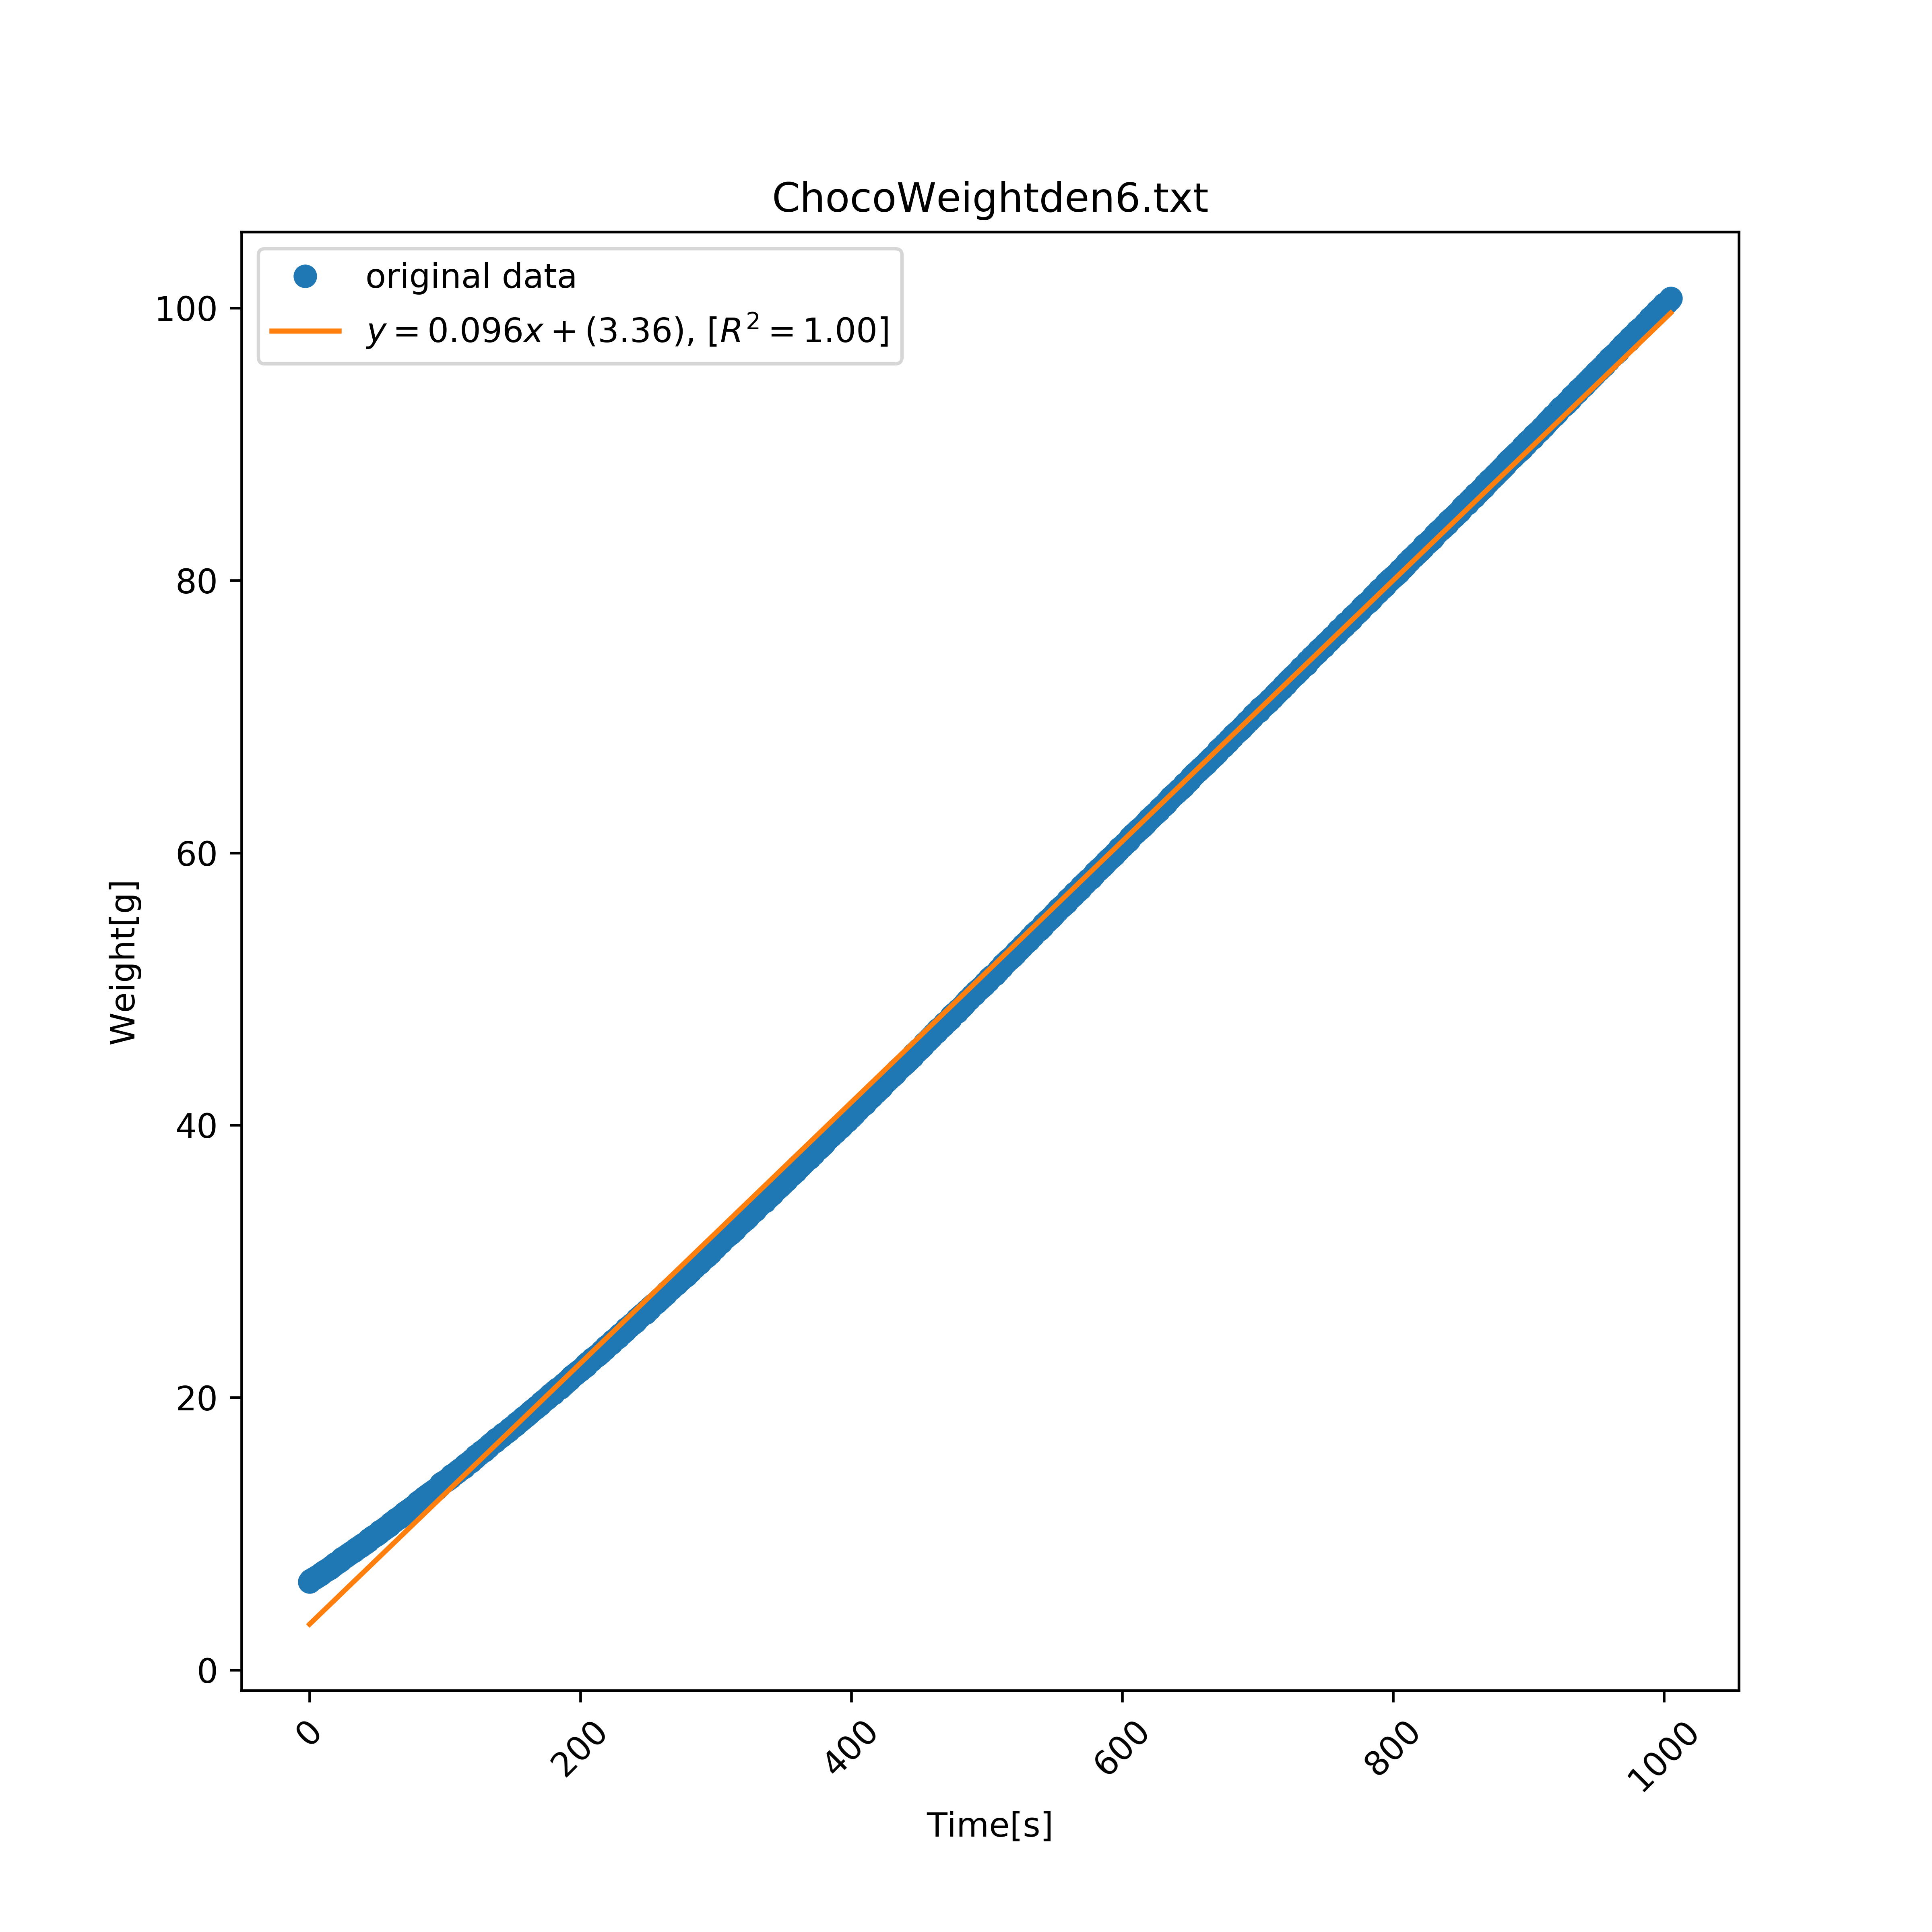 ChocoWeightden6.txt
original data
y = 0.096x + (3.36), [R² = 1.00]
100
80
60
40
20
0
Weight[g]
0
200
400
600
800
1000
Time[s]